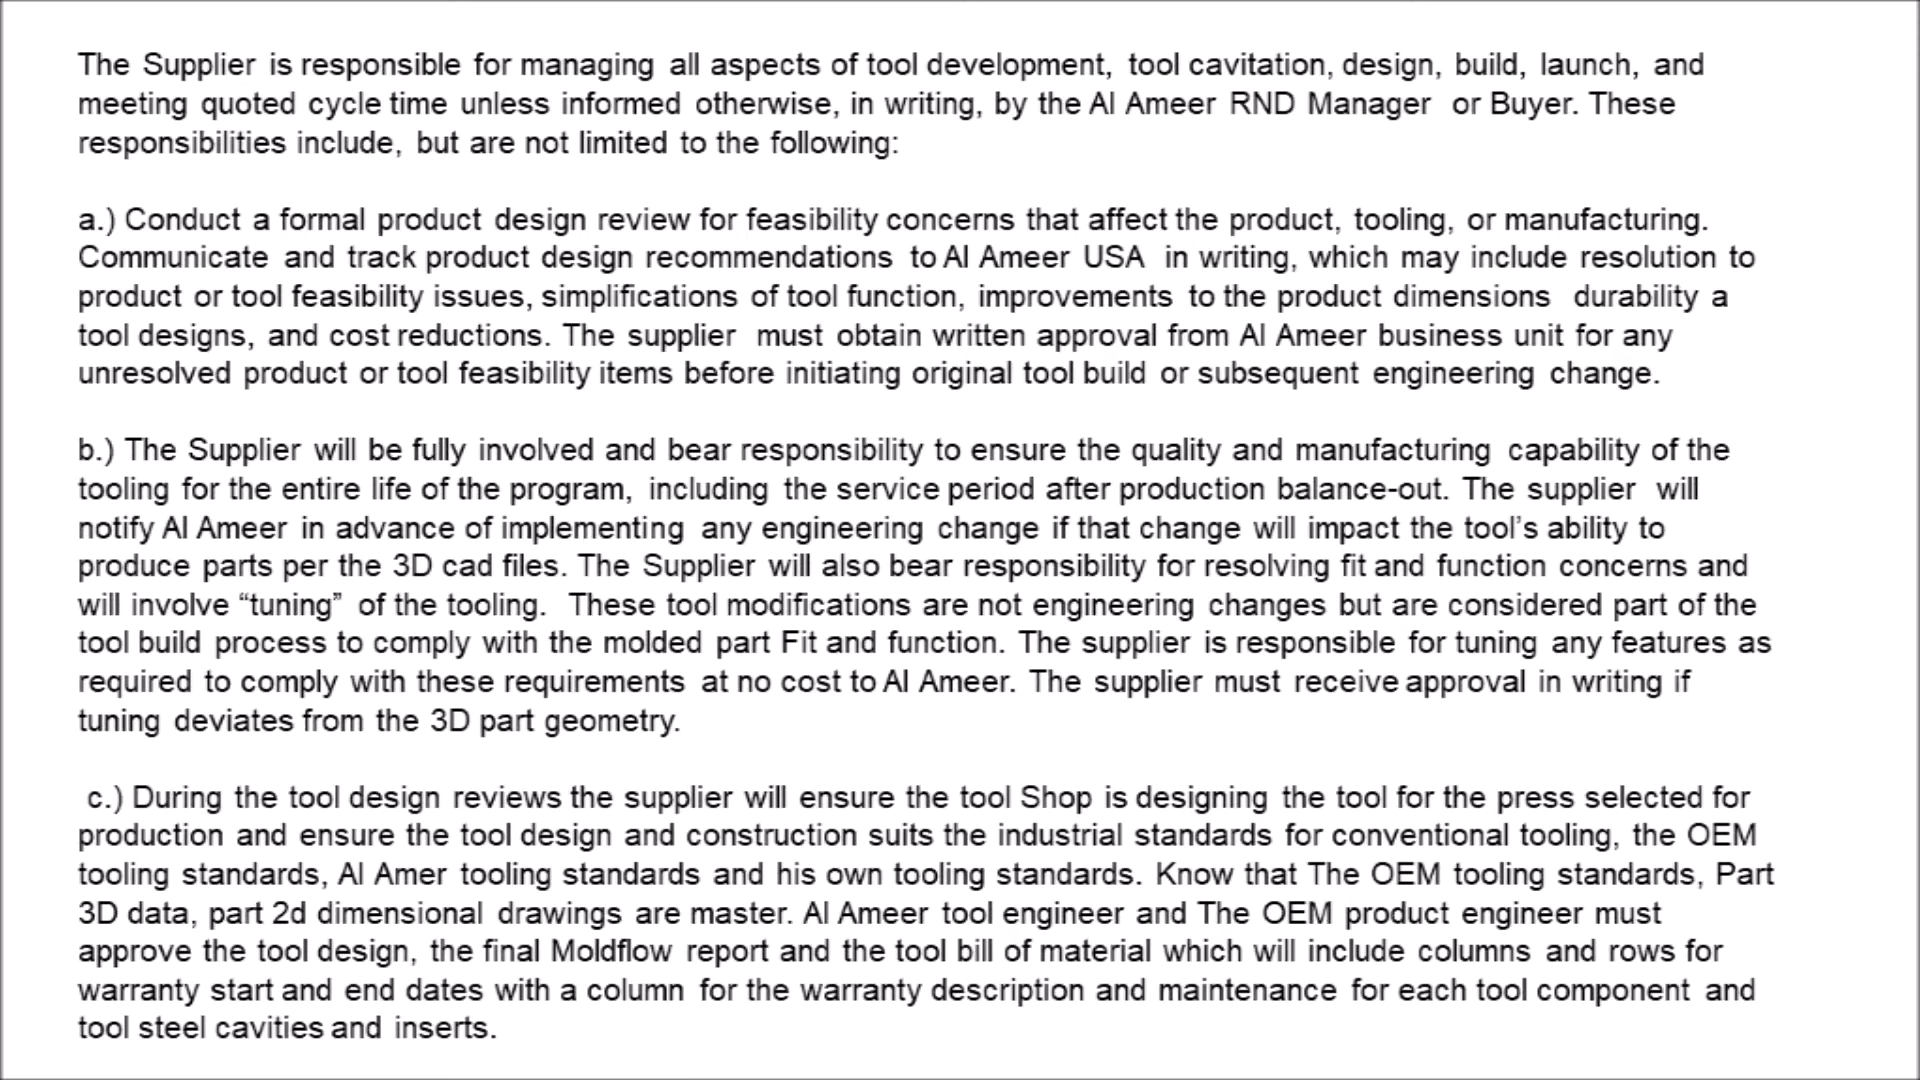 The Supplier is responsible for managing all aspects of tool development, tool cavitation, design, build, launch, and
meeting quoted cycle time unless informed otherwise, in writing, by the Al Ameer RND Manager or Buyer. These
responsibilities include, but are not limited to the following:
a.) Conduct a formal product design review for feasibility concerns that affect the product, tooling, or manufacturing.
Communicate and track product design recommendations to Al Ameer USA in writing, which may include resolution to
product or tool feasibility issues, simplifications of tool function, improvements to the product dimensions durability a
tool designs, and cost reductions. The supplier must obtain written approval from Al Ameer business unit for any
unresolved product or tool feasibility items before initiating original tool build or subsequent engineering change.
b.) The Supplier will be fully involved and bear responsibility to ensure the quality and manufacturing capability of the
tooling for the entire life of the program, including the service period after production balance-out. The supplier will
notify Al Ameer in advance of implementing any engineering change if that change will impact the tool’s ability to
produce parts per the 3D cad files. The Supplier will also bear responsibility for resolving fit and function concerns and
will involve “tuning” of the tooling. These tool modifications are not engineering changes but are considered part of the
tool build process to comply with the molded part Fit and function. The supplier is responsible for tuning any features as
required to comply with these requirements at no cost to Al Ameer. The supplier must receive approval in writing if
tuning deviates from the 3D part geometry.
c.) During the tool design reviews the supplier will ensure the tool Shop is designing the tool for the press selected for
production and ensure the tool design and construction suits the industrial standards for conventional tooling, the OEM
tooling standards, Al Amer tooling standards and his own tooling standards. Know that The OEM tooling standards, Part
3D data, part 2d dimensional drawings are master. Al Ameer tool engineer and The OEM product engineer must
approve the tool design, the final Moldflow report and the tool bill of material which will include columns and rows for
warranty start and end dates with a column for the warranty description and maintenance for each tool component and
tool steel cavities and inserts.